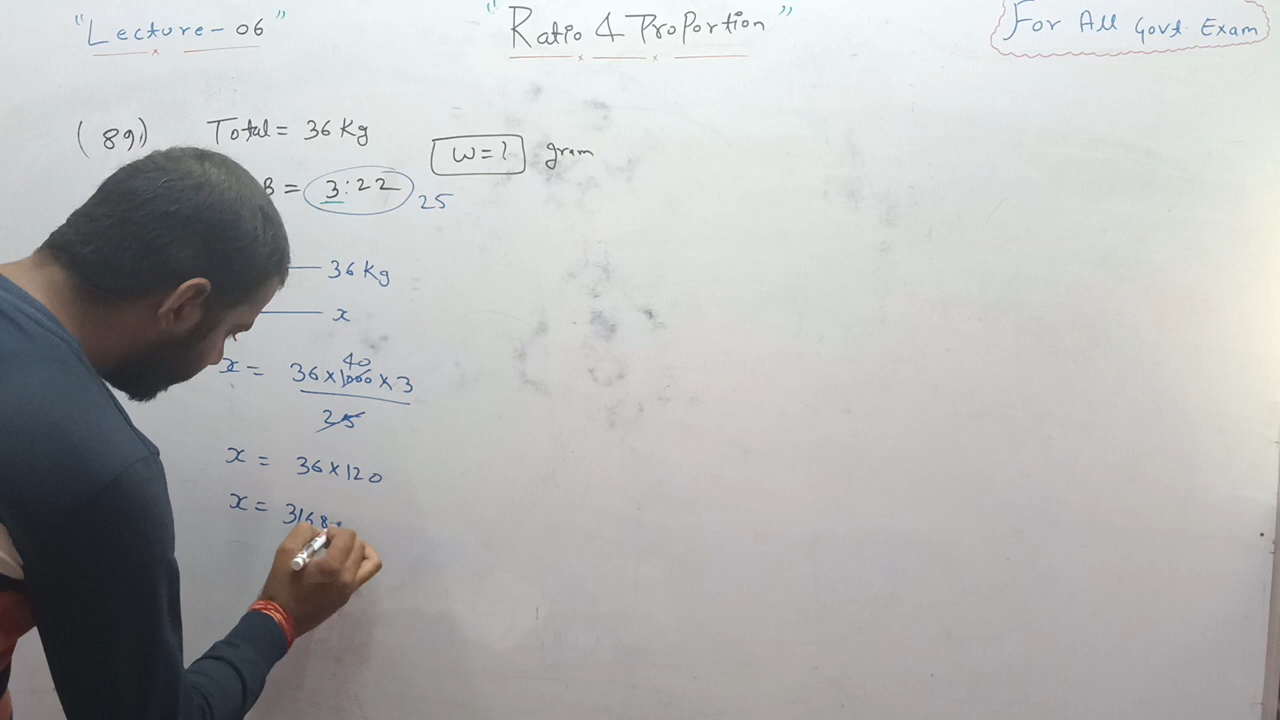 "Lecture-06"
"Ratio & Proportion"
For All Govt. Exam
(89)
Total = 36 Kg
W = ? gram
B = 3:22
25
36 Kg
x
x = 36 x 1000 x 3
40
25
x = 36 x 120
x = 3168